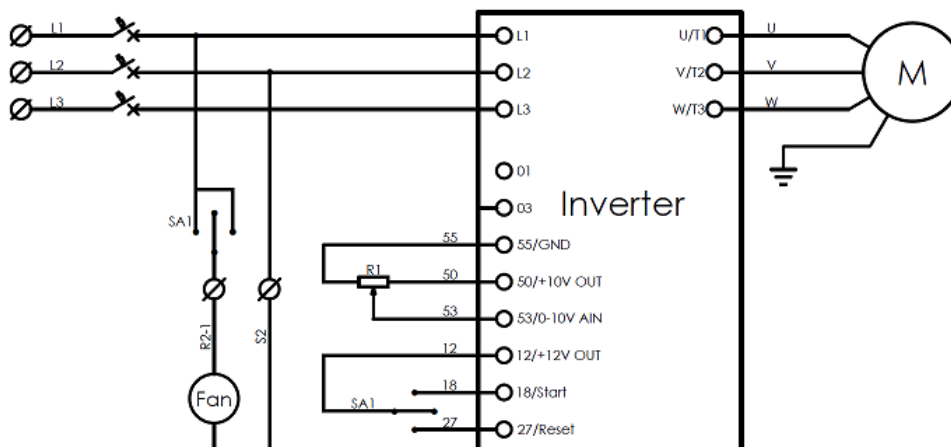 L1
L2
L3
L1
L2
L3
U/T1
V/T2
W/T3
U
V
W
M
01
03
Inverter
SA1
55
55/GND
R1
50
50/+10V OUT
53
53/0-10V AIN
12
12/+12V OUT
18
18/Start
SA1
27
27/Reset
R2-1
S2
Fan